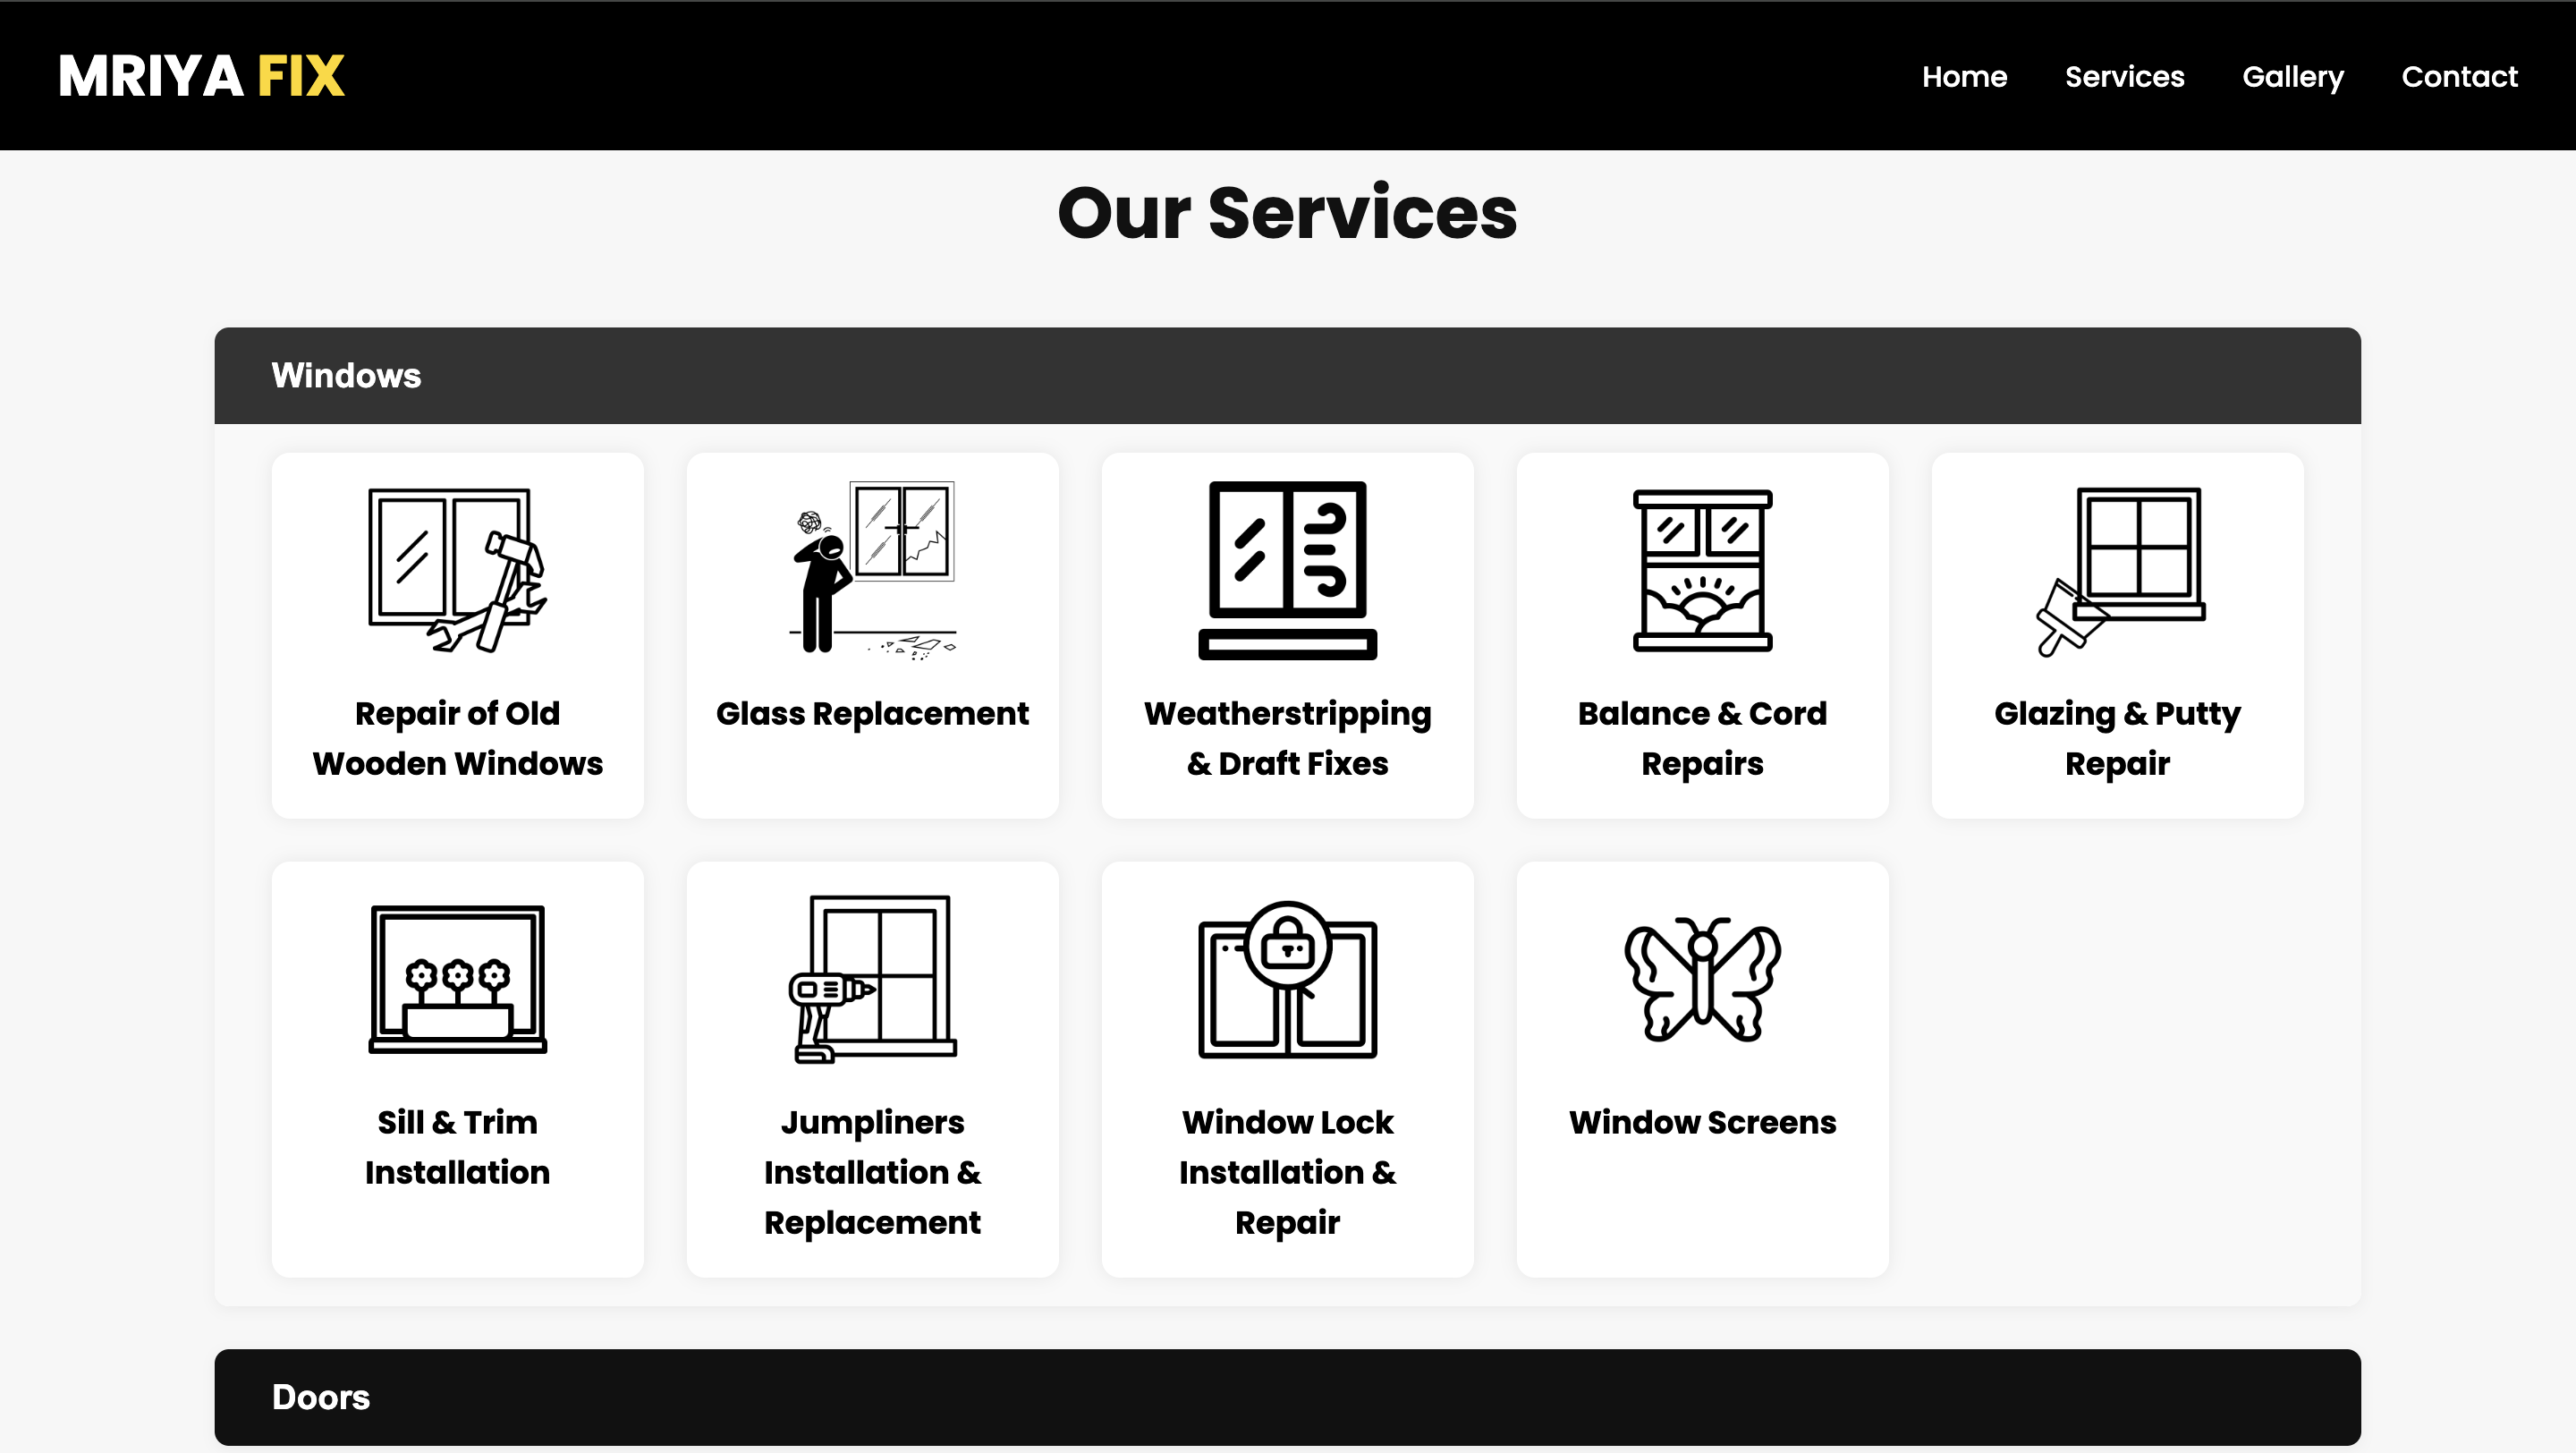 MRIYA FIX
Home Services Gallery Contact
Our Services
Windows
Repair of Old
Wooden Windows
Glass Replacement
Weatherstripping
& Draft Fixes
Balance & Cord
Repairs
Glazing & Putty
Repair
Sill & Trim
Installation
Jumpliners
Installation &
Replacement
Window Lock
Installation &
Repair
Window Screens
Doors